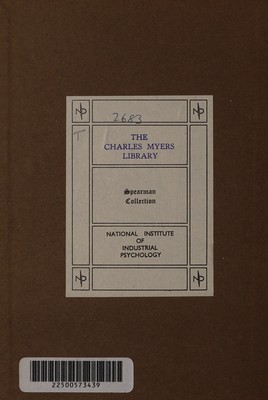 2683
T
THE
CHARLES MYERS
LIBRARY
Spearman
Collection
NATIONAL INSTITUTE
OF
INDUSTRIAL
PSYCHOLOGY
22500573439